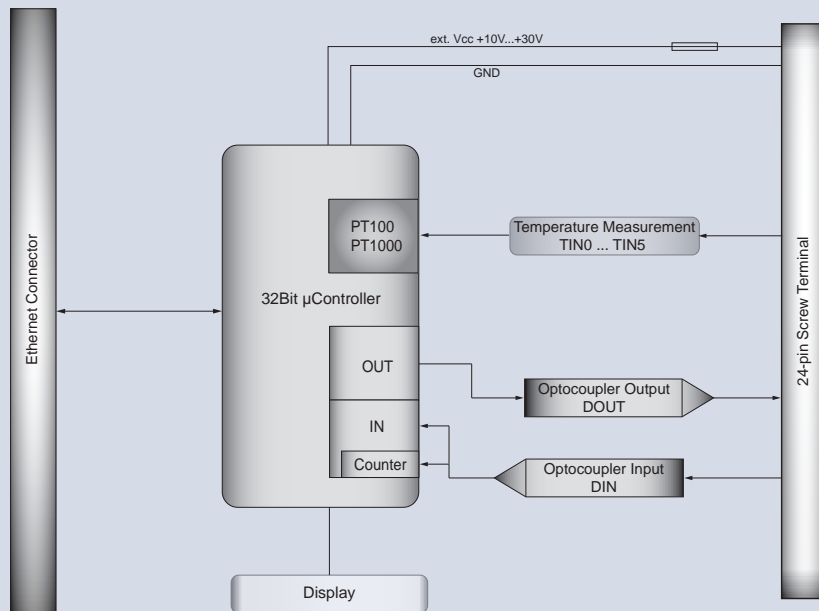 ext. Vcc +10V...+30V
GND
Ethernet Connector
24-pin Screw Terminal
PT100
PT1000
Temperature Measurement
TIN0 ... TIN5
32Bit µController
OUT
Optocoupler Output
DOUT
IN
Counter
Optocoupler Input
DIN
Display